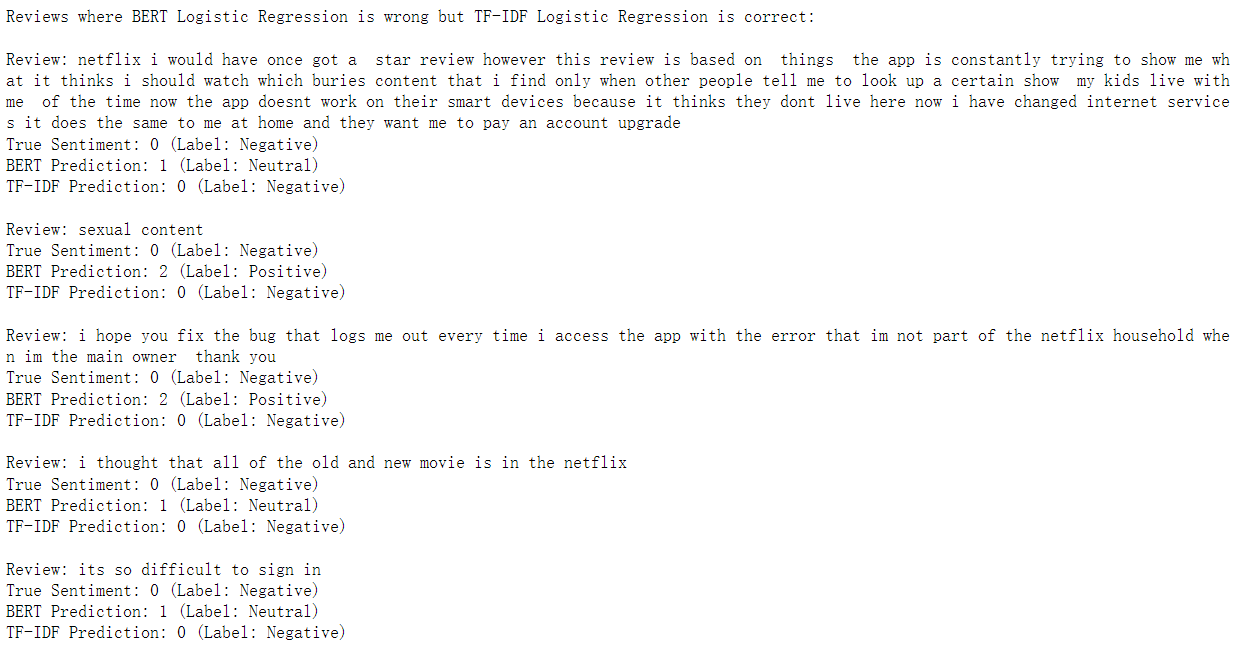 Reviews where BERT Logistic Regression is wrong but TF-IDF Logistic Regression is correct:
Review: netflix i would have once got a  star review however this review is based on  things  the app is constantly trying to show me wh
at it thinks i should watch which buries content that i find only when other people tell me to look up a certain show  my kids live with
me  of the time now the app doesnt work on their smart devices because it thinks they dont live here now i have changed internet service
s it does the same to me at home and they want me to pay an account upgrade
True Sentiment: 0 (Label: Negative)
BERT Prediction: 1 (Label: Neutral)
TF-IDF Prediction: 0 (Label: Negative)
Review: sexual content
True Sentiment: 0 (Label: Negative)
BERT Prediction: 2 (Label: Positive)
TF-IDF Prediction: 0 (Label: Negative)
Review: i hope you fix the bug that logs me out every time i access the app with the error that im not part of the netflix household whe
n im the main owner  thank you
True Sentiment: 0 (Label: Negative)
BERT Prediction: 2 (Label: Positive)
TF-IDF Prediction: 0 (Label: Negative)
Review: i thought that all of the old and new movie is in the netflix
True Sentiment: 0 (Label: Negative)
BERT Prediction: 1 (Label: Neutral)
TF-IDF Prediction: 0 (Label: Negative)
Review: its so difficult to sign in
True Sentiment: 0 (Label: Negative)
BERT Prediction: 1 (Label: Neutral)
TF-IDF Prediction: 0 (Label: Negative)